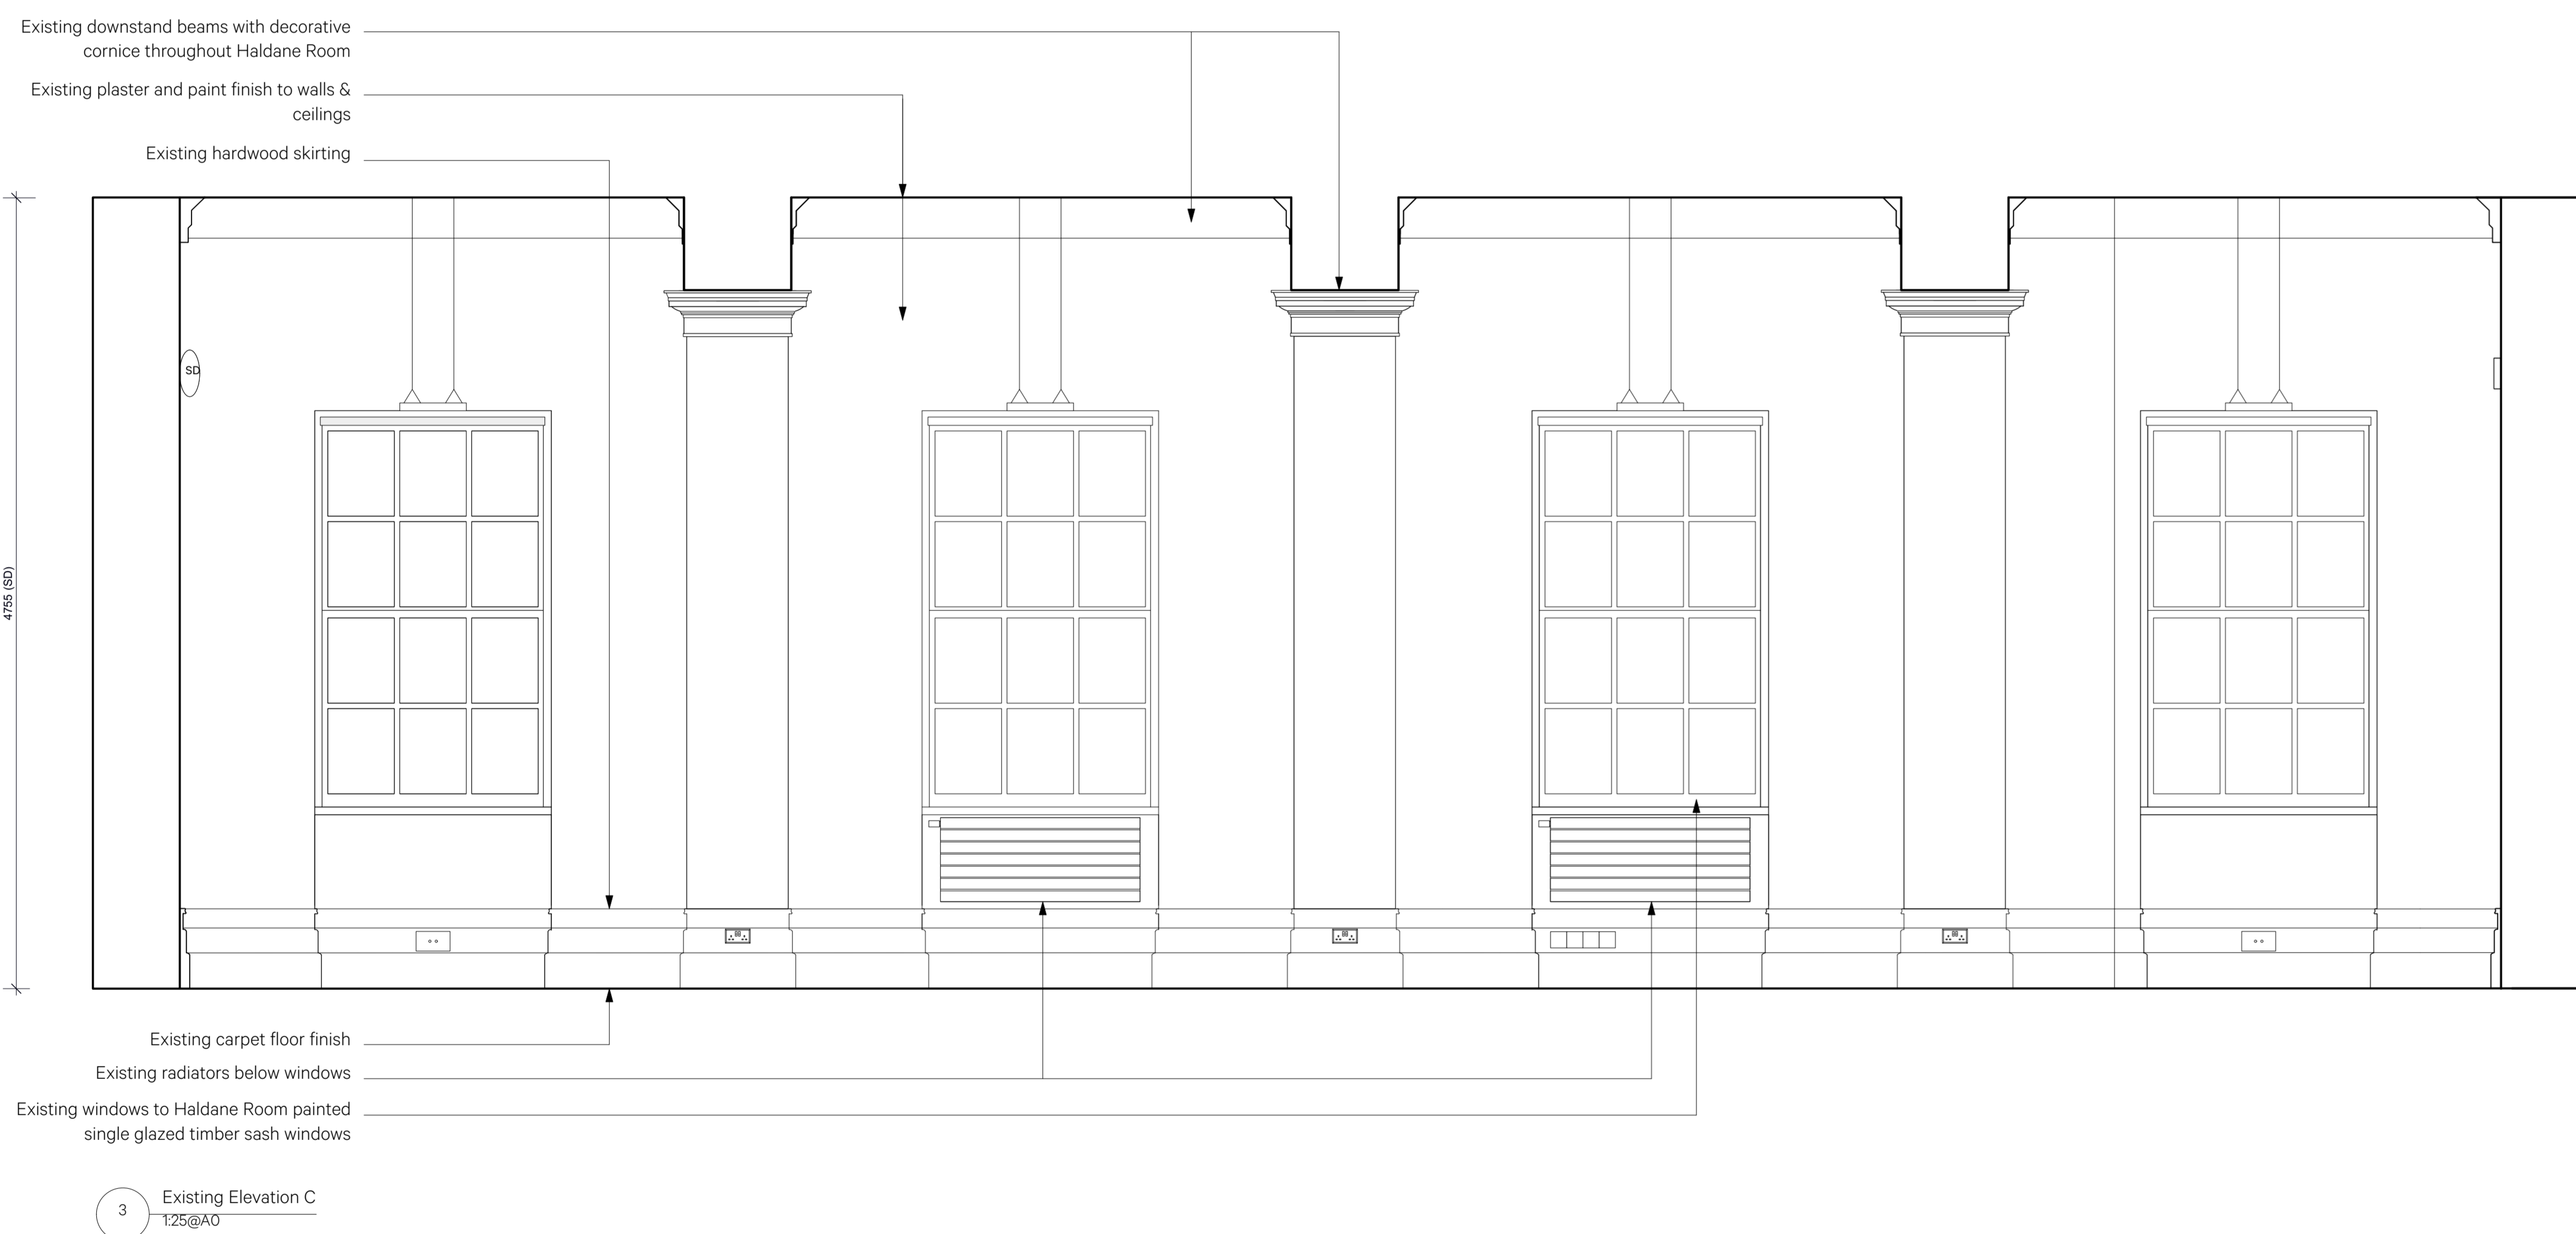 Existing downstand beams with decorative
cornice throughout Haldane Room
Existing plaster and paint finish to walls &
ceilings
Existing hardwood skirting
SD
4755 (SD)
Existing carpet floor finish
Existing radiators below windows
Existing windows to Haldane Room painted
single glazed timber sash windows
3
Existing Elevation C
1:25@A0